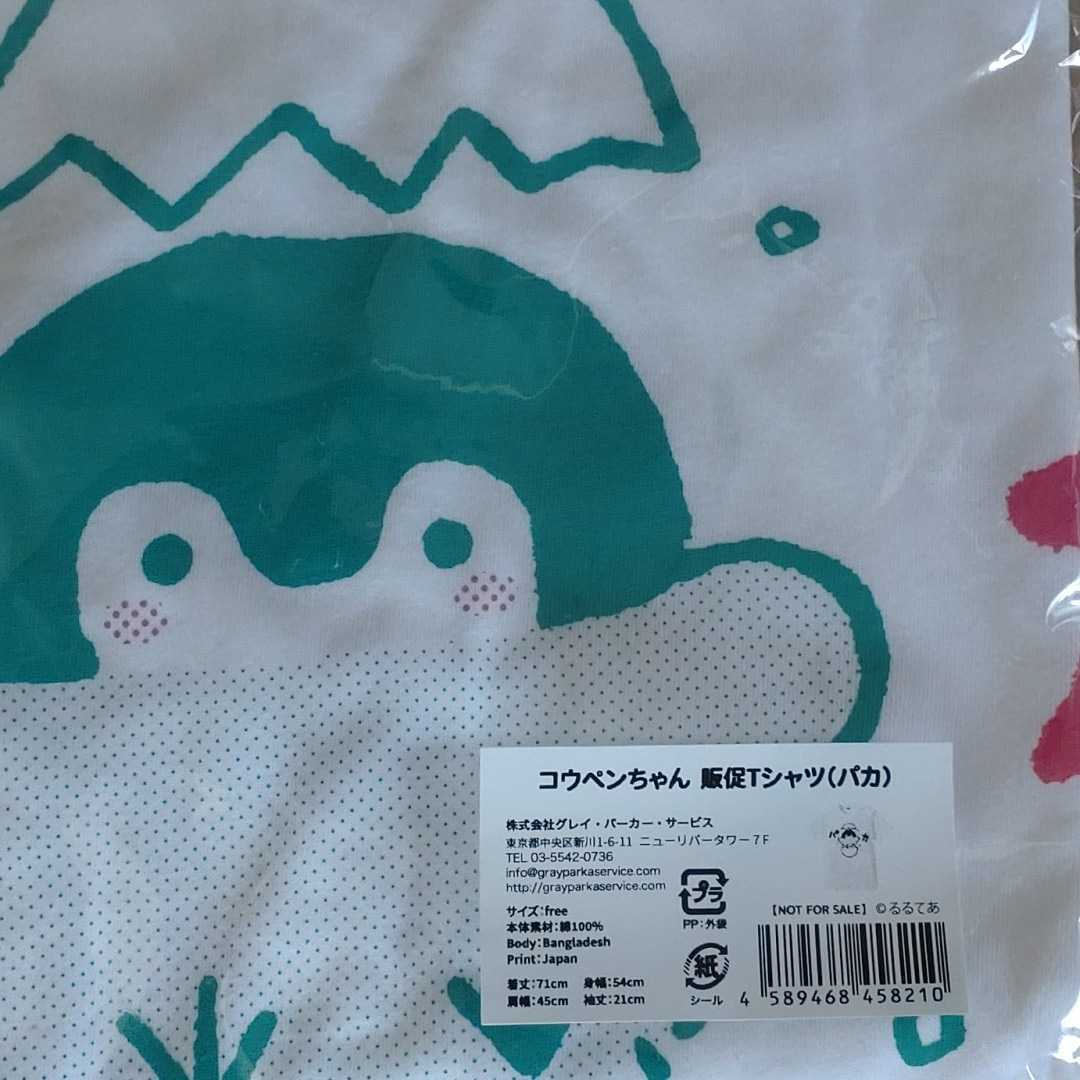 コウペンちゃん 販促Tシャツ(パカ)
株式会社グレイ・パーカー・サービス
東京都中央区新川1-6-11 ニューリバータワー7F
TEL 03-5542-0736
info@grayparkaservice.com
http://grayparkaservice.com
サイズ:free
本体素材:綿100%
Body:Bangladesh
Print:Japan
着丈:71cm 身幅:54cm
肩幅:45cm 袖丈:21cm
プラ
PP:外袋
紙
シール
パ カ
【NOT FOR SALE】 ©るるてあ
4 589468 458210